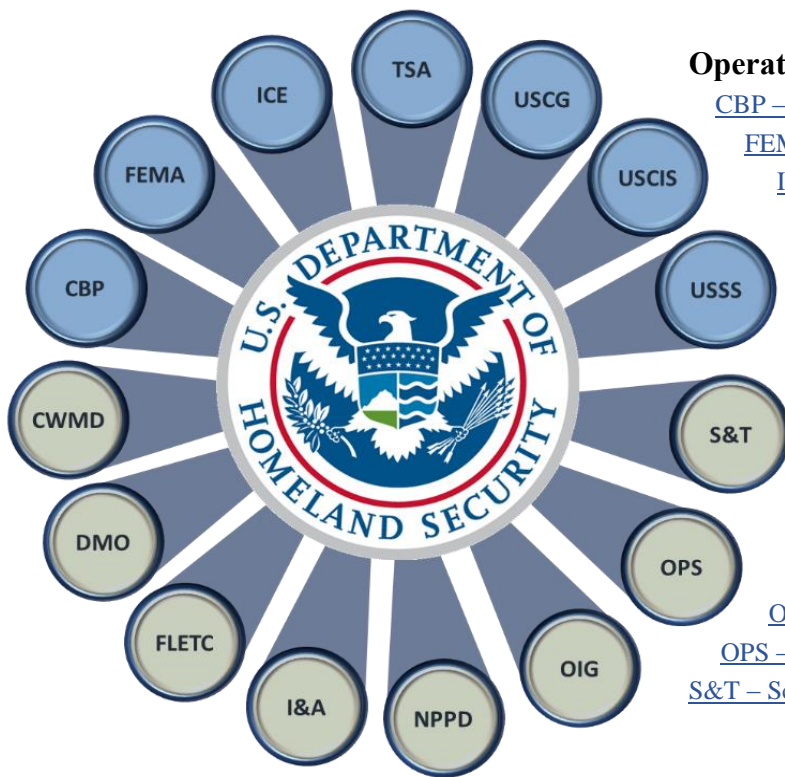 TSA
ICE
USCG
Operat
CBP –
FEM
I
FEMA
USCIS
CBP
USSS
U.S. DEPARTMENT OF
HOMELAND SECURITY
CWMD
S&T
DMO
OPS
FLETC
OIG
I&A
NPPD
O
OPS –
S&T – Sc